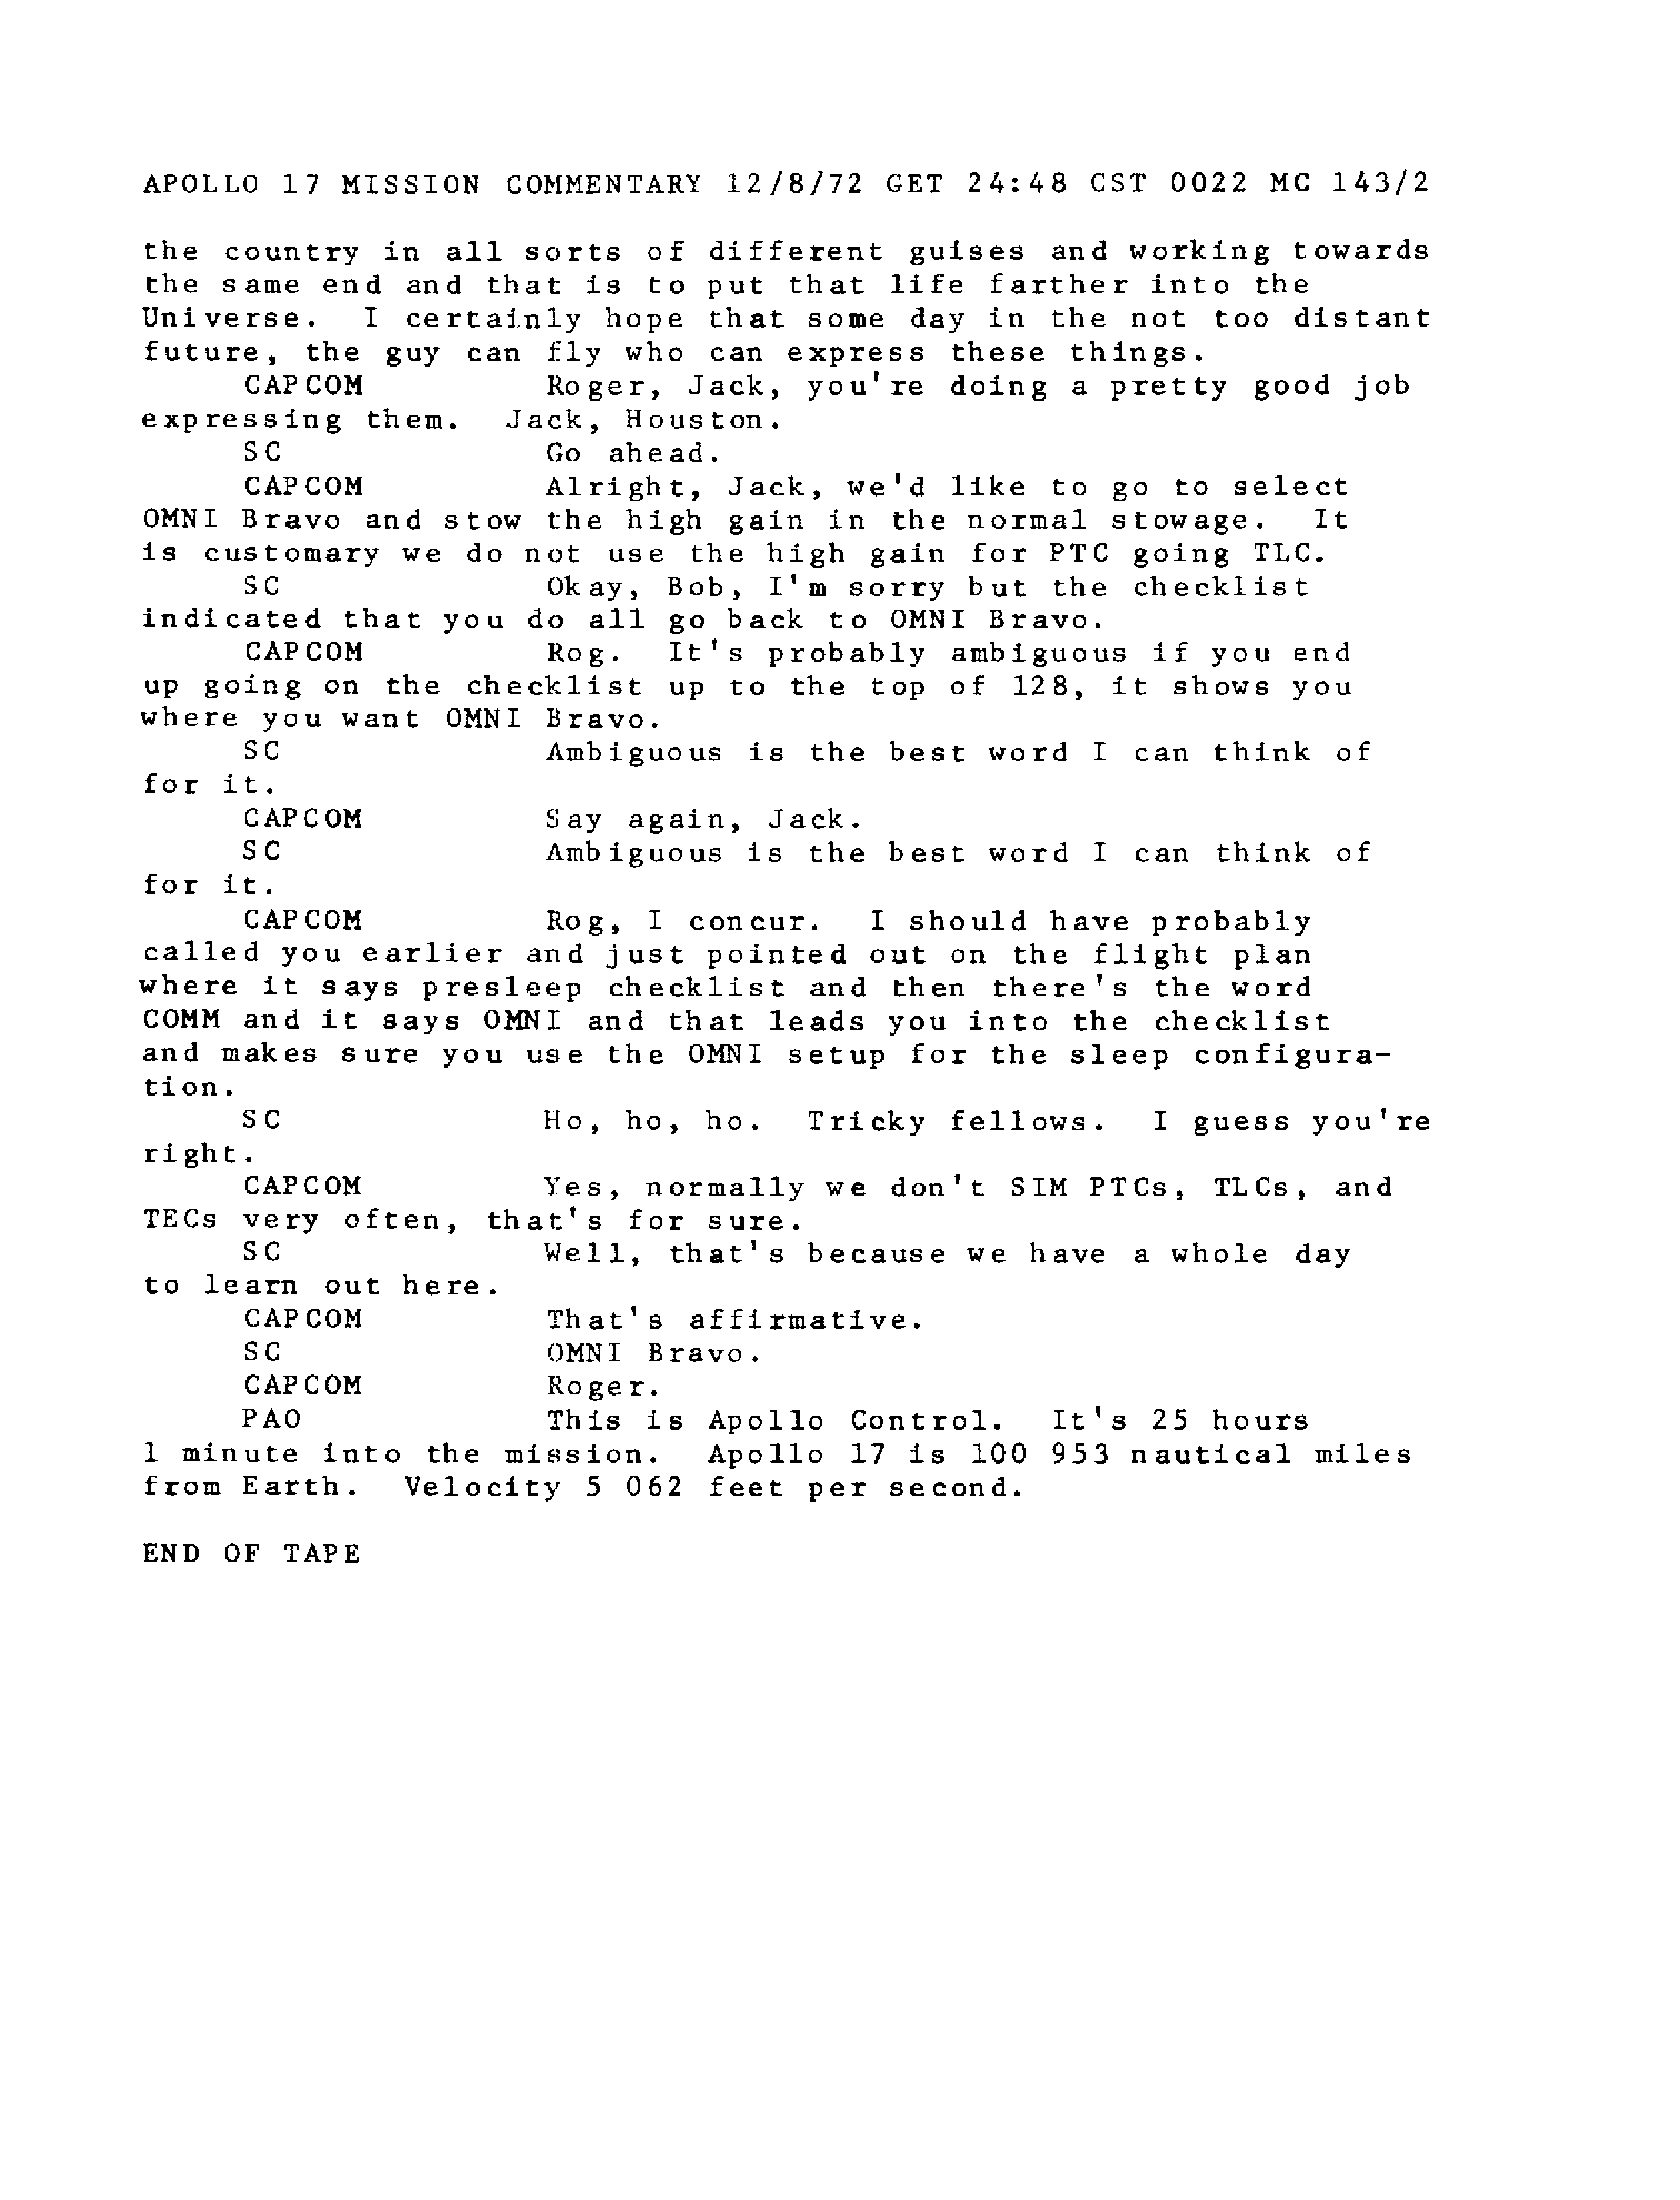 APOLLO 17 MISSION COMMENTARY 12/8/72 GET 24:48 CST 0022 MC 143/2
the country in all sorts of different guises and working towards
the same end and that is to put that life farther into the
Universe. I certainly hope that some day in the not too distant
future, the guy can fly who can express these things.
CAPCOM Roger, Jack, you're doing a pretty good job
expressing them. Jack, Houston.
SC Go ahead.
CAPCOM Alright, Jack, we'd like to go to select
OMNI Bravo and stow the high gain in the normal stowage. It
is customary we do not use the high gain for PTC going TLC.
SC Okay, Bob, I'm sorry but the checklist
indicated that you do all go back to OMNI Bravo.
CAPCOM Rog. It's probably ambiguous if you end
up going on the checklist up to the top of 128, it shows you
where you want OMNI Bravo.
SC Ambiguous is the best word I can think of
for it.
CAPCOM Say again, Jack.
SC Ambiguous is the best word I can think of
for it.
CAPCOM Rog, I concur. I should have probably
called you earlier and just pointed out on the flight plan
where it says presleep checklist and then there's the word
COMM and it says OMNI and that leads you into the checklist
and makes sure you use the OMNI setup for the sleep configura-
tion.
SC Ho, ho, ho. Tricky fellows. I guess you're
right.
CAPCOM Yes, normally we don't SIM PTCs, TLCs, and
TECs very often, that's for sure.
SC Well, that's because we have a whole day
to learn out here.
CAPCOM That's affirmative.
SC OMNI Bravo.
CAPCOM Roger.
PAO This is Apollo Control. It's 25 hours
1 minute into the mission. Apollo 17 is 100 953 nautical miles
from Earth. Velocity 5 062 feet per second.
END OF TAPE